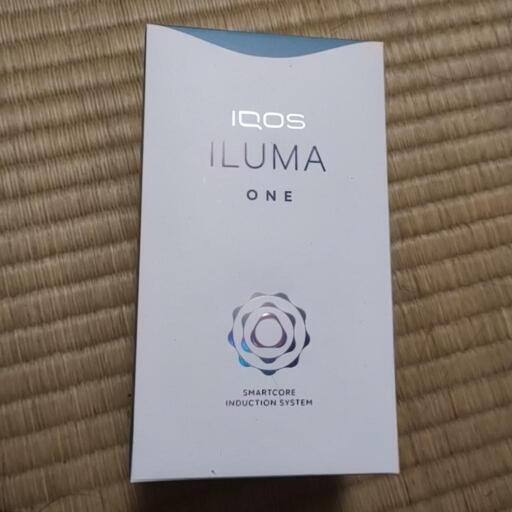 IQOS
ILUMA
ONE
SMARTCORE
INDUCTION SYSTEM